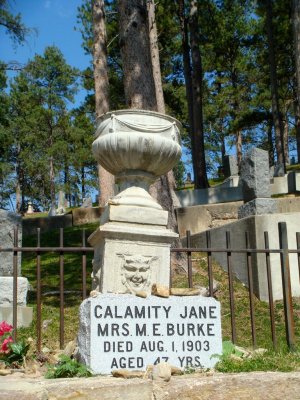 CALAMITY JANE
MRS. M. E. BURKE
DIED AUG. 1, 1903
AGED 47 YRS.